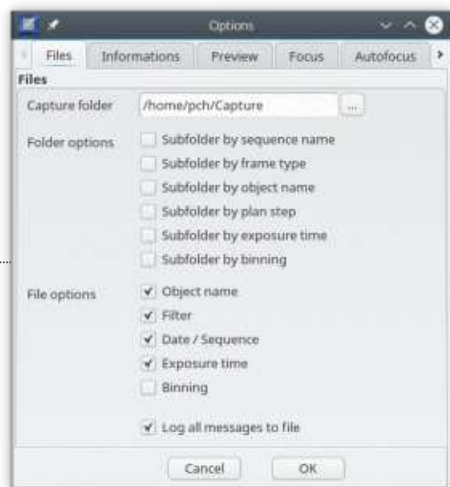 Options
Files Informations Preview Focus Autofocus
Files
Capture folder /home/pch/Capture ...
Folder options Subfolder by sequence name
Subfolder by frame type
Subfolder by object name
Subfolder by plan step
Subfolder by exposure time
Subfolder by binning
File options Object name
Filter
Date / Sequence
Exposure time
Binning
Log all messages to file
Cancel OK